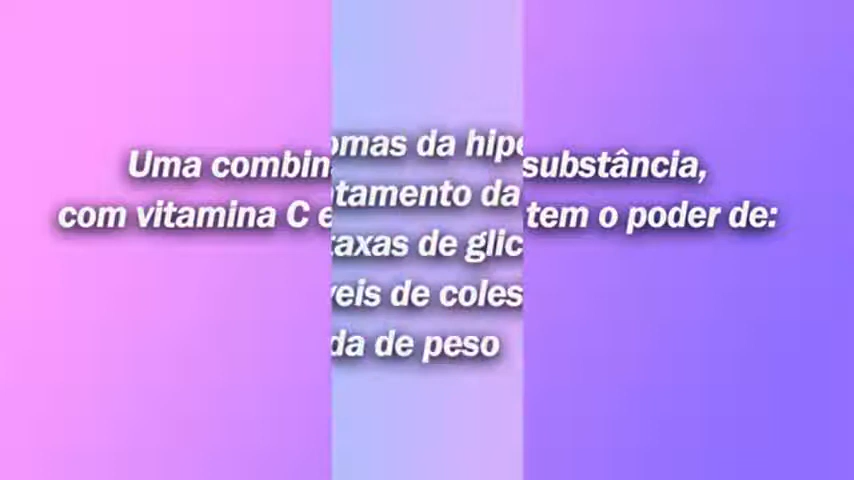 Uma combin
substância,
com vitamina C e
tem o poder de:
omas da hipe
tamento da
taxas de glic
veis de coles
da de peso